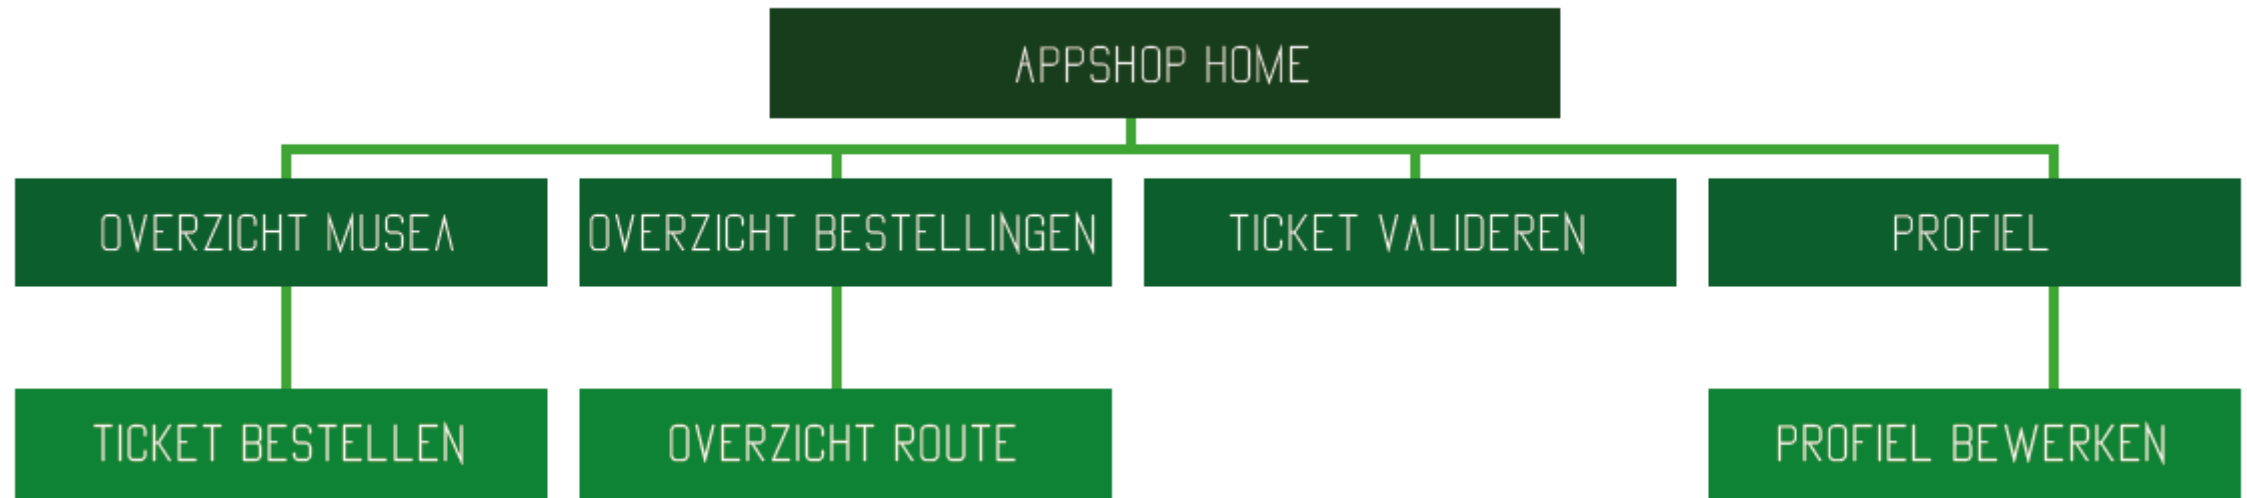 APPSHOP HOME
OVERZICHT MUSEA
OVERZICHT BESTELLINGEN
TICKET VALIDEREN
PROFIEL
TICKET BESTELLEN
OVERZICHT ROUTE
PROFIEL BEWERKEN